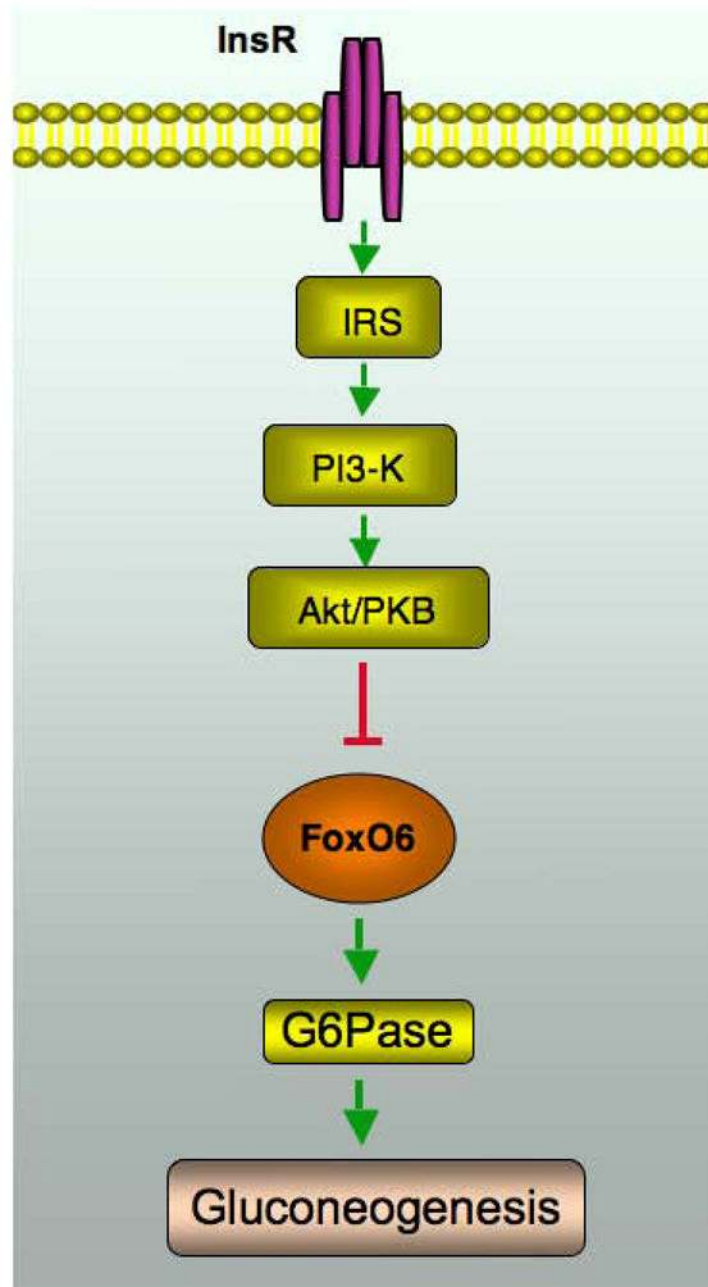 InsR
IRS
PI3-K
Akt/PKB
FoxO6
G6Pase
Gluconeogenesis